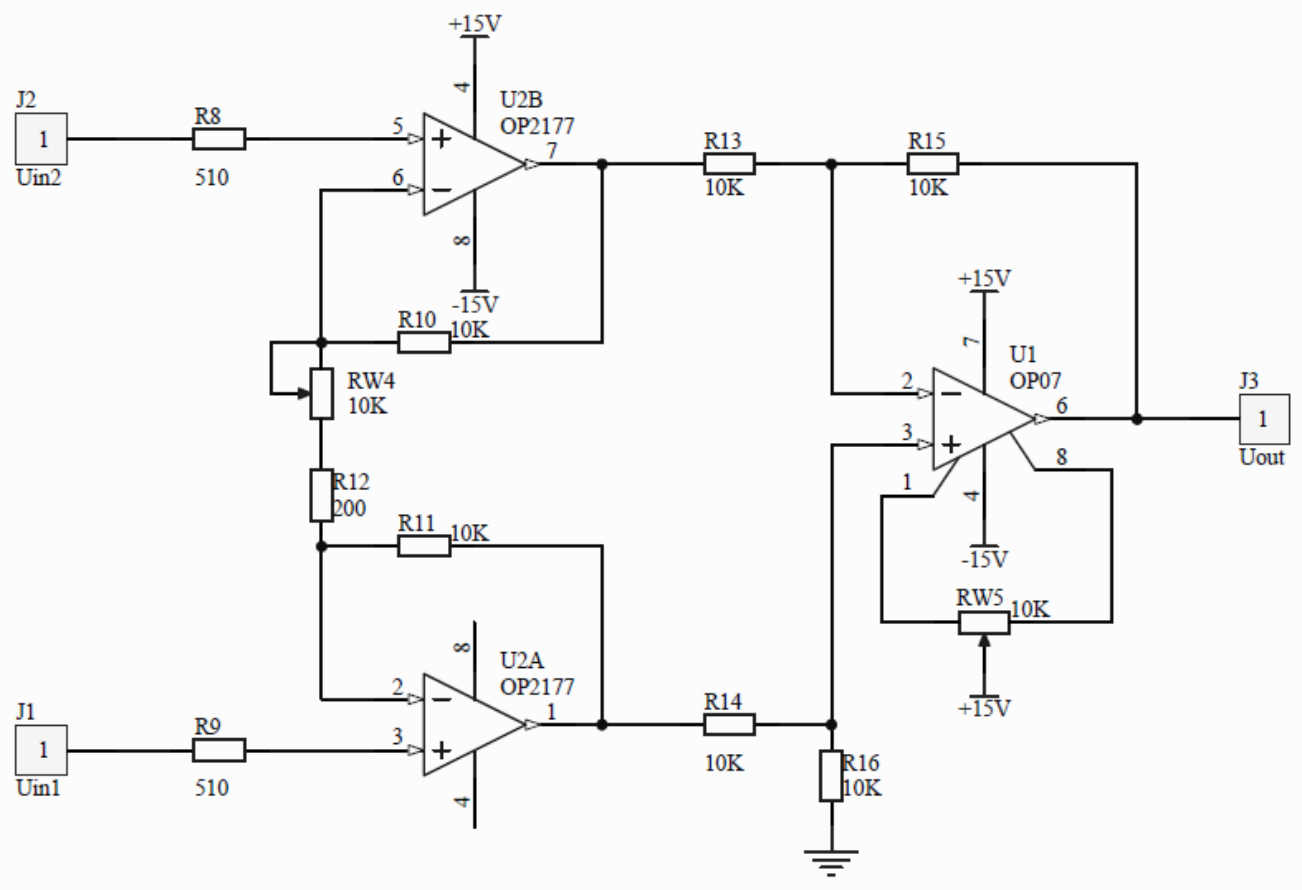 +15V
J2
R8
4
U2B
OP2177
1
5
+
7
R13
R15
Uin2
510
6
−
10K
10K
8
+15V
-15V
R10
10K
7
U1
OP07
RW4
10K
2
−
6
J3
1
3
+
Uout
8
R12
200
1
4
R11
10K
-15V
RW5
10K
8
U2A
OP2177
2
−
1
R14
+15V
J1
R9
1
3
+
10K
R16
10K
Uin1
510
4